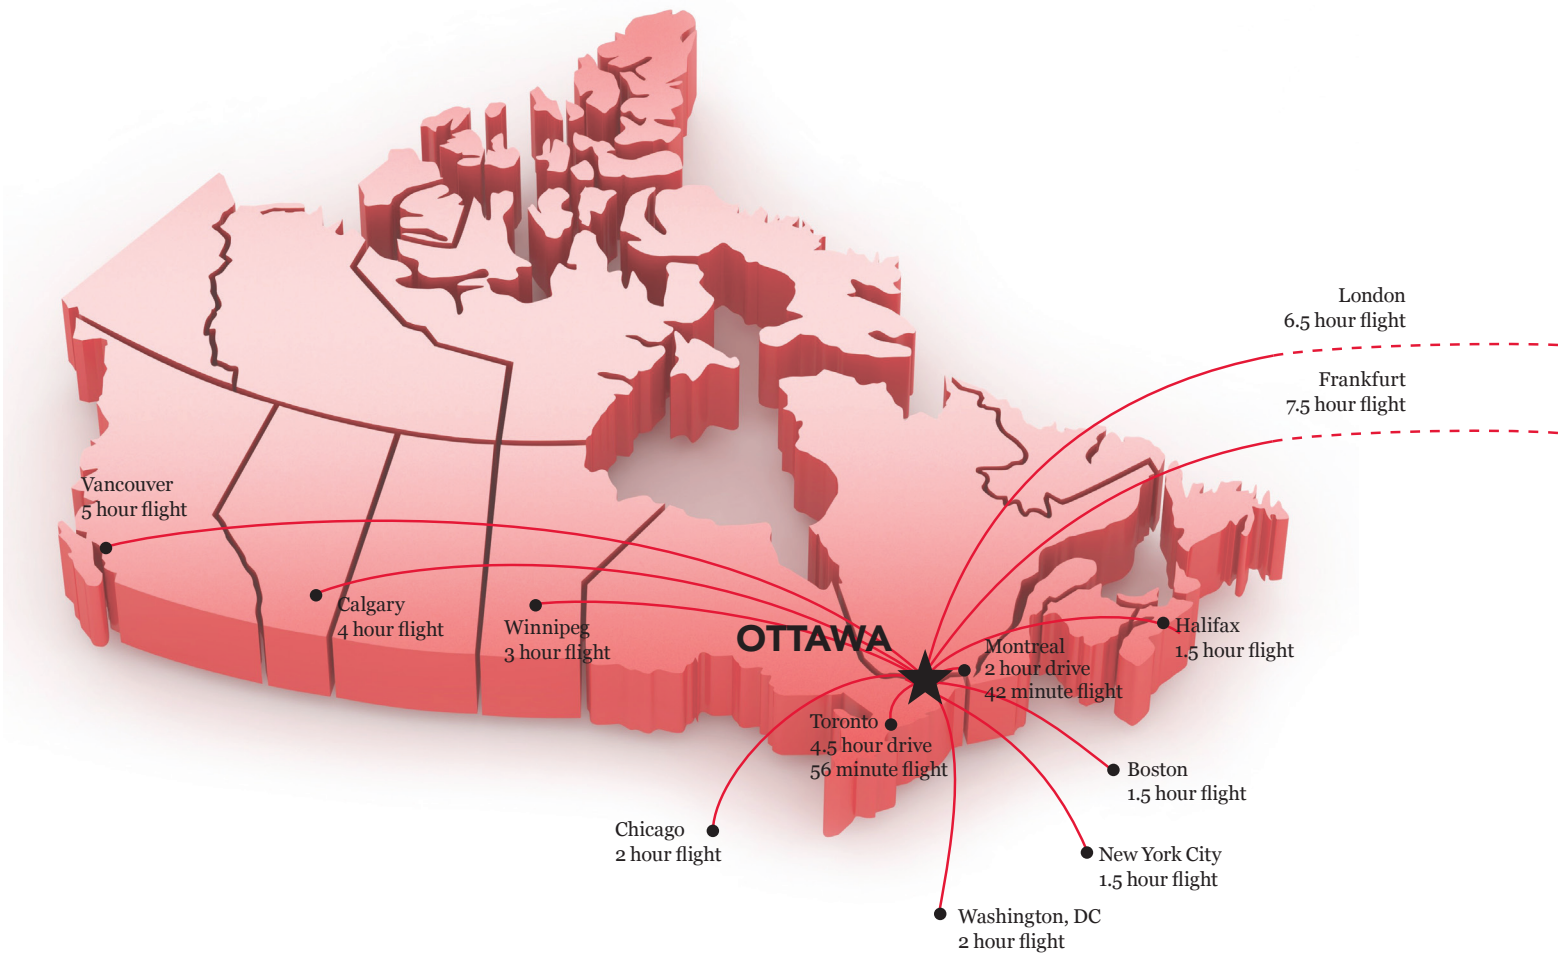 London
6.5 hour flight
Frankfurt
7.5 hour flight
Vancouver
5 hour flight
Calgary
4 hour flight
Winnipeg
3 hour flight
OTTAWA
Halifax
1.5 hour flight
Montreal
2 hour drive
42 minute flight
Toronto
4.5 hour drive
56 minute flight
Boston
1.5 hour flight
Chicago
2 hour flight
New York City
1.5 hour flight
Washington, DC
2 hour flight